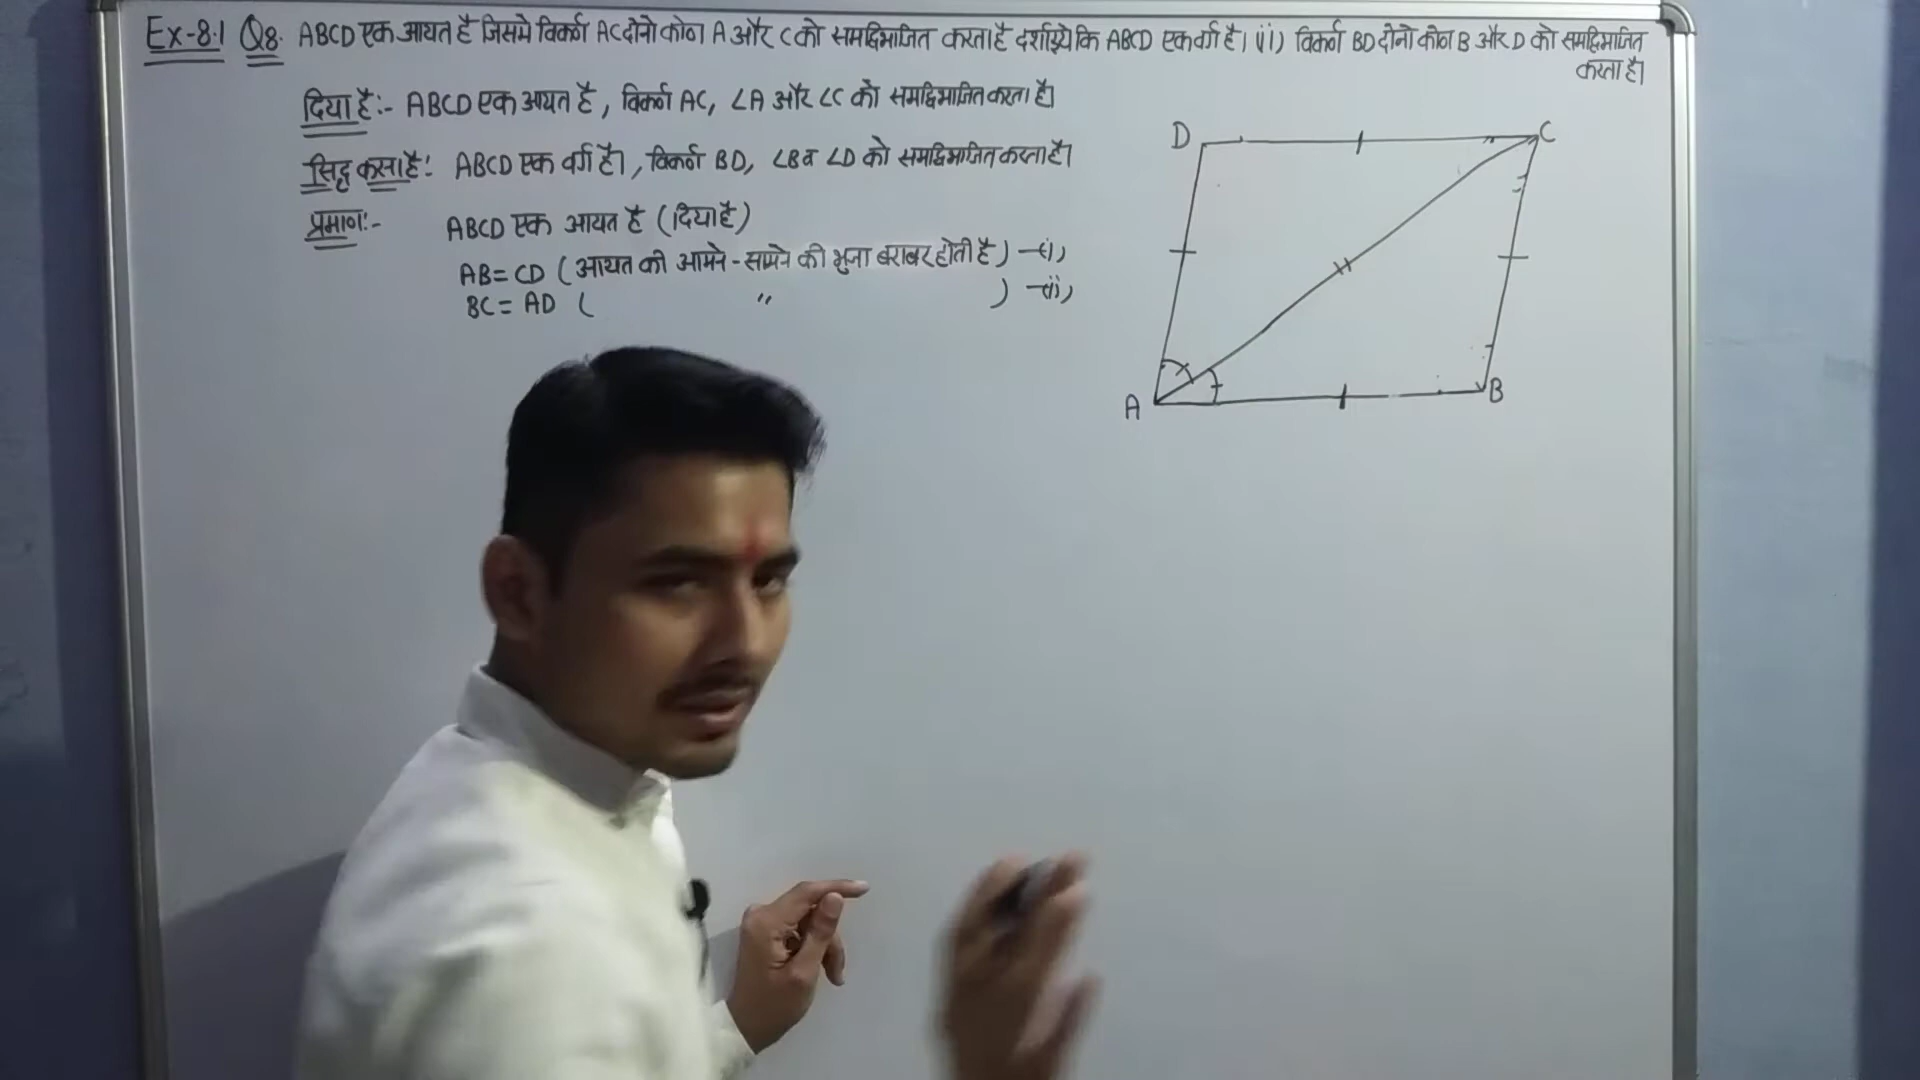 Ex-8.1 Q8. ABCD एक आयत है जिसमे विकर्ण AC दोनो कोण A और C को समद्विभाजित करता है दर्शाइये कि ABCD एक वर्ग है। (ii) विकर्ण BD दोनो कोण B और D को समद्विभाजित
करता है।
दिया है:- ABCD एक आयत है, विकर्ण AC, ∠A और ∠C को समद्विभाजित करता है।
सिद्ध करना है: ABCD एक वर्ग है।, विकर्ण BD, ∠B व ∠D को समद्विभाजित करता है।
प्रमाण:- ABCD एक आयत है (दिया है)
AB = CD (आयत की आमने-सामने की भुजा बराबर होती है) —(i)
BC = AD ( " ) —(ii)
D C
A B